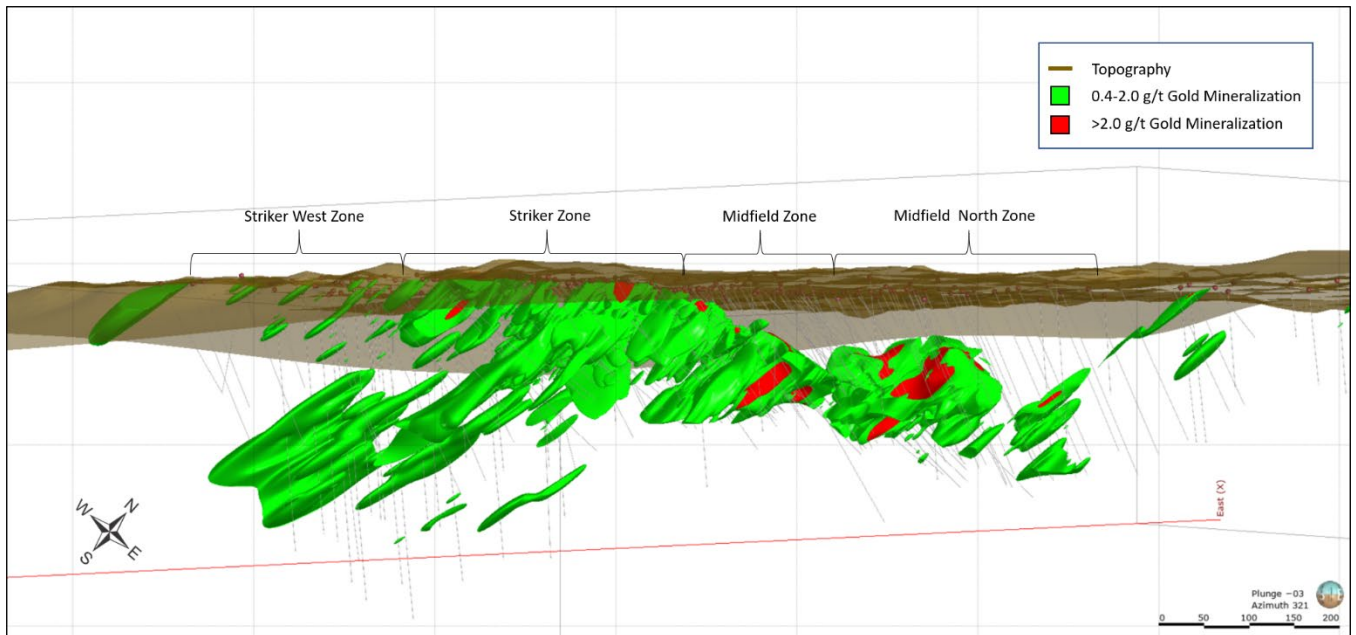 Topography
0.4-2.0 g/t Gold Mineralization
>2.0 g/t Gold Mineralization
Striker West Zone
Striker Zone
Midfield Zone
Midfield North Zone
W
N
S
E
East (X)
Plunge −03
Azimuth 321
0 50 100 150 200